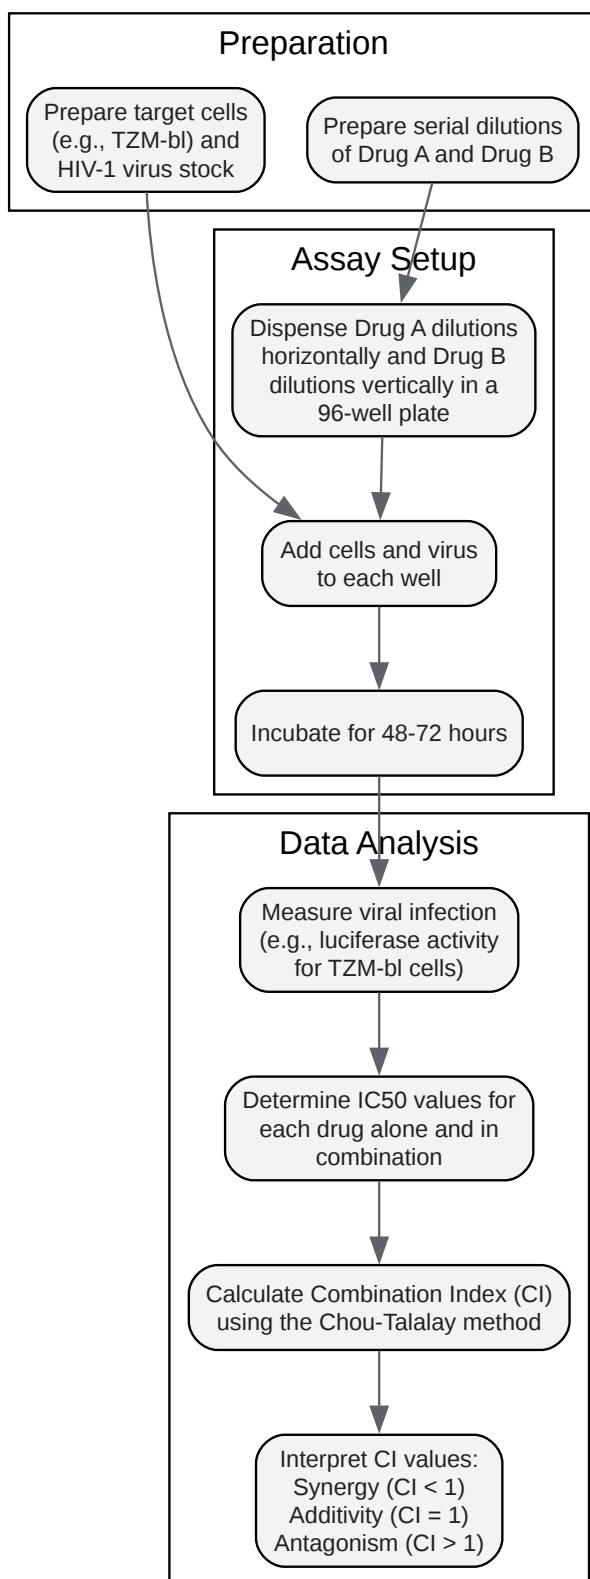 Preparation
Prepare target cells
(e.g., TZM-bl) and
HIV-1 virus stock
Prepare serial dilutions
of Drug A and Drug B
Assay Setup
Dispense Drug A dilutions
horizontally and Drug B
dilutions vertically in a
96-well plate
Add cells and virus
to each well
Incubate for 48-72 hours
Data Analysis
Measure viral infection
(e.g., luciferase activity
for TZM-bl cells)
Determine IC50 values for
each drug alone and in
combination
Calculate Combination Index (CI)
using the Chou-Talalay method
Interpret CI values:
Synergy (CI < 1)
Additivity (CI = 1)
Antagonism (CI > 1)